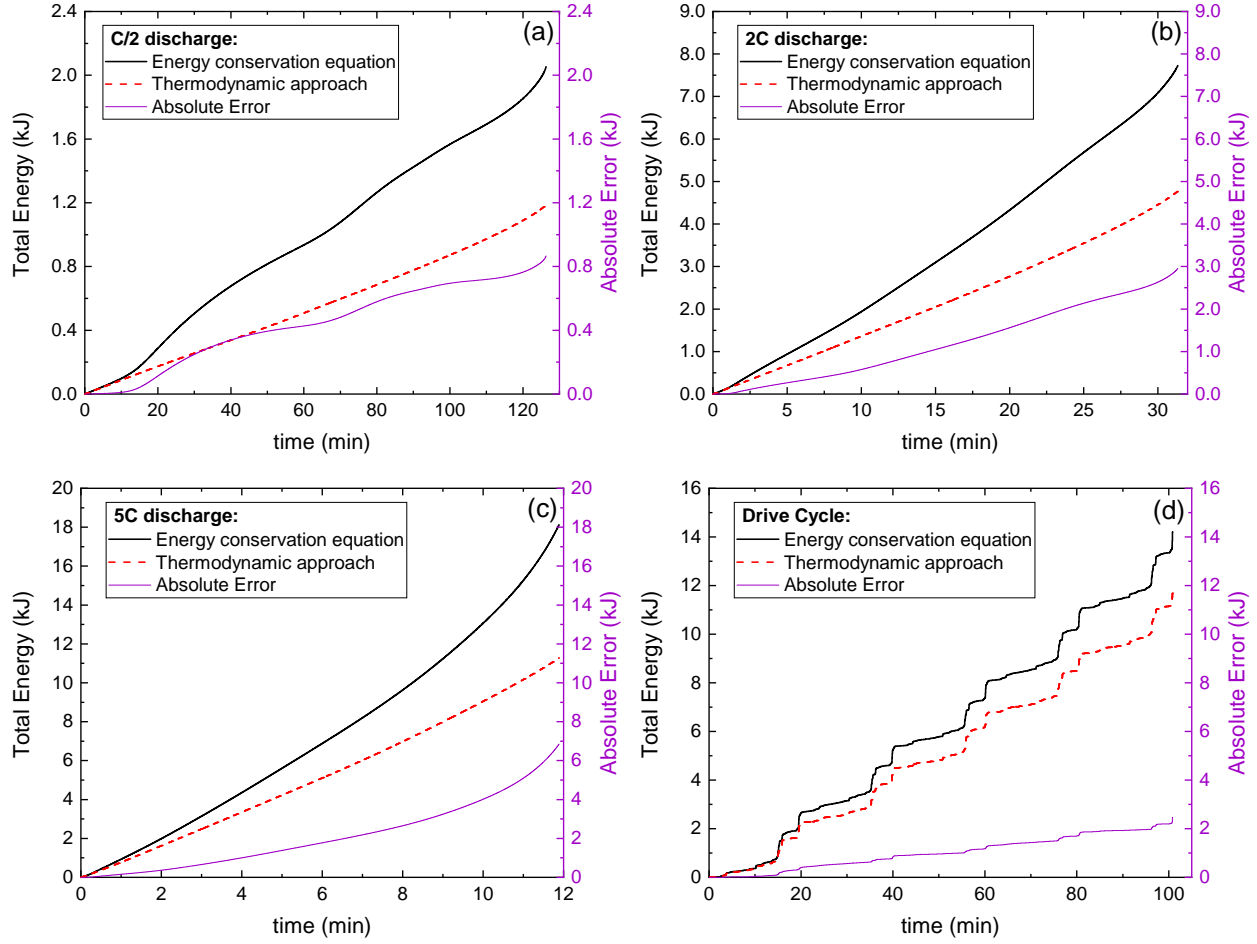 (a)
C/2 discharge:
Energy conservation equation
Thermodynamic approach
Absolute Error
Total Energy (kJ)
2.4
2.0
1.6
1.2
0.8
0.4
0.0
2.4
2.0
1.6
1.2
0.8
0.4
0.0
Absolute Error (kJ)
0 20 40 60 80 100 120
time (min)
(b)
2C discharge:
Energy conservation equation
Thermodynamic approach
Absolute Error
Total Energy (kJ)
9.0
8.0
7.0
6.0
5.0
4.0
3.0
2.0
1.0
0.0
9.0
8.0
7.0
6.0
5.0
4.0
3.0
2.0
1.0
0.0
Absolute Error (kJ)
0 5 10 15 20 25 30
time (min)
(c)
5C discharge:
Energy conservation equation
Thermodynamic approach
Absolute Error
Total Energy (kJ)
20
18
16
14
12
10
8
6
4
2
0
20
18
16
14
12
10
8
6
4
2
0
Absolute Error (kJ)
0 2 4 6 8 10 12
time (min)
(d)
Drive Cycle:
Energy conservation equation
Thermodynamic approach
Absolute Error
Total Energy (kJ)
16
14
12
10
8
6
4
2
0
16
14
12
10
8
6
4
2
0
Absolute Error (kJ)
0 20 40 60 80 100
time (min)